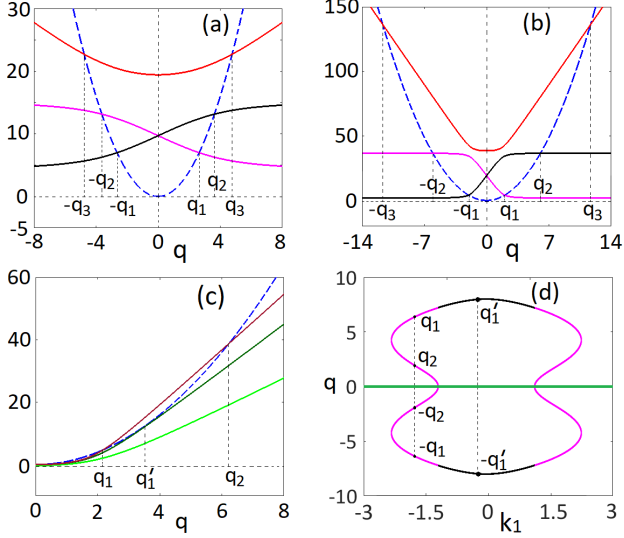 30
20
10
0
-5
(a)
-q₂
-q₃
-q₁
q₁
q₂
q₃
-8
-4
0
4
8
q
150
100
50
0
(b)
-q₃
-q₂
-q₁
q₁
q₂
q₃
-14
-7
0
7
14
q
60
40
20
0
(c)
q₁
q₁′
q₂
0
2
4
6
8
q
10
5
0
-5
-10
q
(d)
q₁
q₁′
q₂
-q₂
-q₁
-q₁′
-3
-1.5
0
1.5
3
k₁